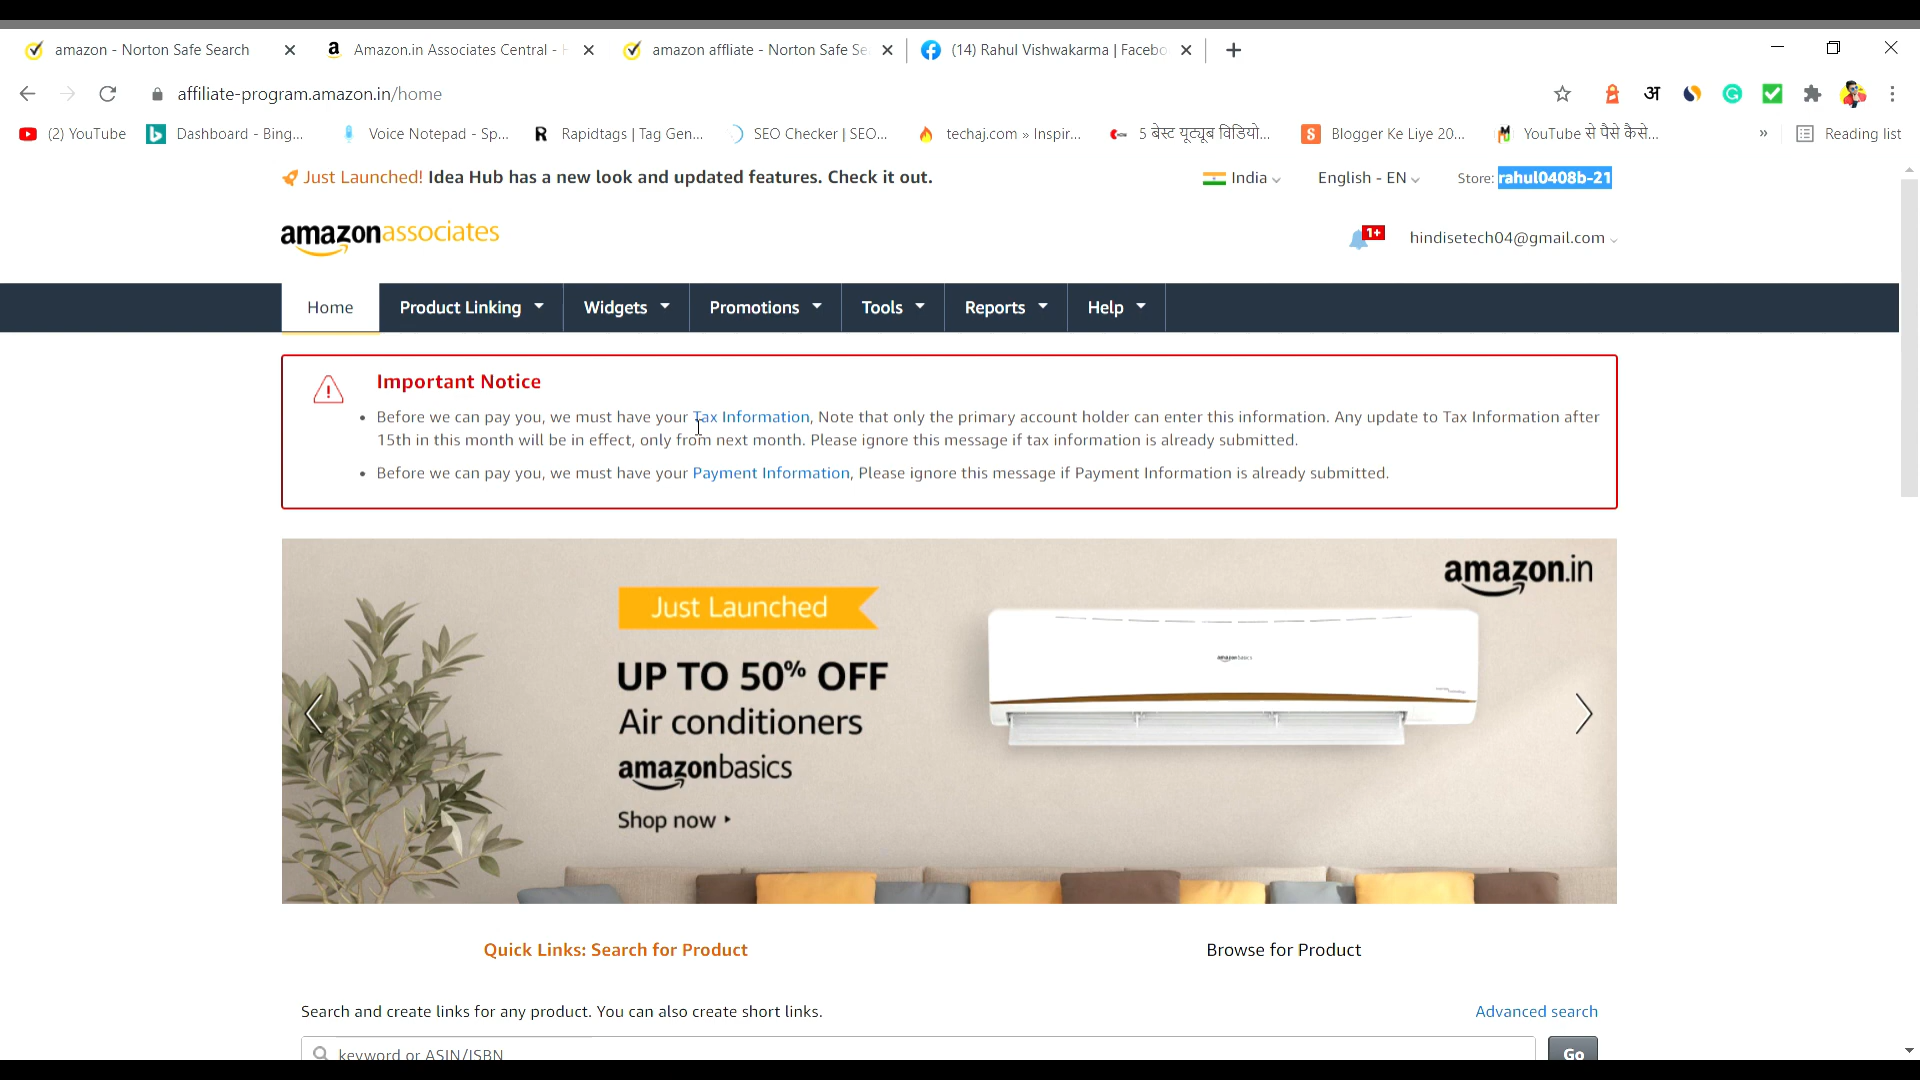 amazon - Norton Safe Search
Amazon.in Associates Central -
amazon affliate - Norton Safe Se
(14) Rahul Vishwakarma | Facebo
affiliate-program.amazon.in/home
(2) YouTube
Dashboard - Bing...
Voice Notepad - Sp...
Rapidtags | Tag Gen...
SEO Checker | SEO...
techaj.com » Inspir...
5 बेस्ट यूट्यूब विडियो...
Blogger Ke Liye 20...
YouTube से पैसे कैसे...
»
Reading list
Just Launched! Idea Hub has a new look and updated features. Check it out.
India
English - EN
Store: rahul0408b-21
amazonassociates
1+
hindisetech04@gmail.com
Home
Product Linking
Widgets
Promotions
Tools
Reports
Help
Important Notice
• Before we can pay you, we must have your Tax Information, Note that only the primary account holder can enter this information. Any update to Tax Information after
15th in this month will be in effect, only from next month. Please ignore this message if tax information is already submitted.
• Before we can pay you, we must have your Payment Information, Please ignore this message if Payment Information is already submitted.
amazon.in
Just Launched
UP TO 50% OFF
Air conditioners
amazonbasics
Shop now
amazonbasics
Quick Links: Search for Product
Browse for Product
Search and create links for any product. You can also create short links.
Advanced search
keyword or ASIN/ISBN
Go